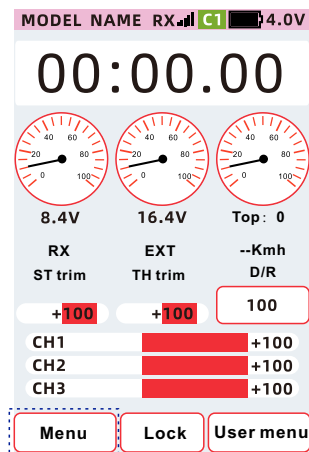 MODEL NAME RX C1 4.0V
00:00.00
40 60 40 60 40 60
20 80 20 80 20 80
0 100 0 100 0 100
8.4V 16.4V Top: 0
RX EXT --Kmh
ST trim TH trim D/R
+100 +100 100
CH1 +100
CH2 +100
CH3 +100
Menu Lock User menu